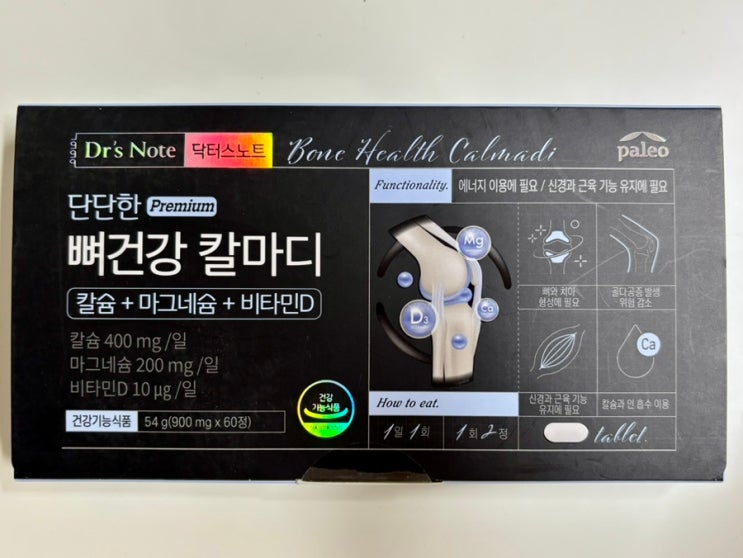 Dr's Note 닥터스노트 Bone Health Calmadi
paleo
단단한 Premium
뼈건강 칼마디
칼슘 + 마그네슘 + 비타민D
칼슘 400 mg /일
마그네슘 200 mg /일
비타민D 10 µg /일
건강기능식품 54 g(900 mg x 60정)
건강
기능식품
Functionality. 에너지 이용에 필요 / 신경과 근육 기능 유지에 필요
Mg
Ca
D3
뼈와 치아
형성에 필요
골다공증 발생
위험 감소
Ca
신경과 근육 기능
유지에 필요
칼슘과 인 흡수 이용
How to eat.
1일 1회 1회 2정 tablet.